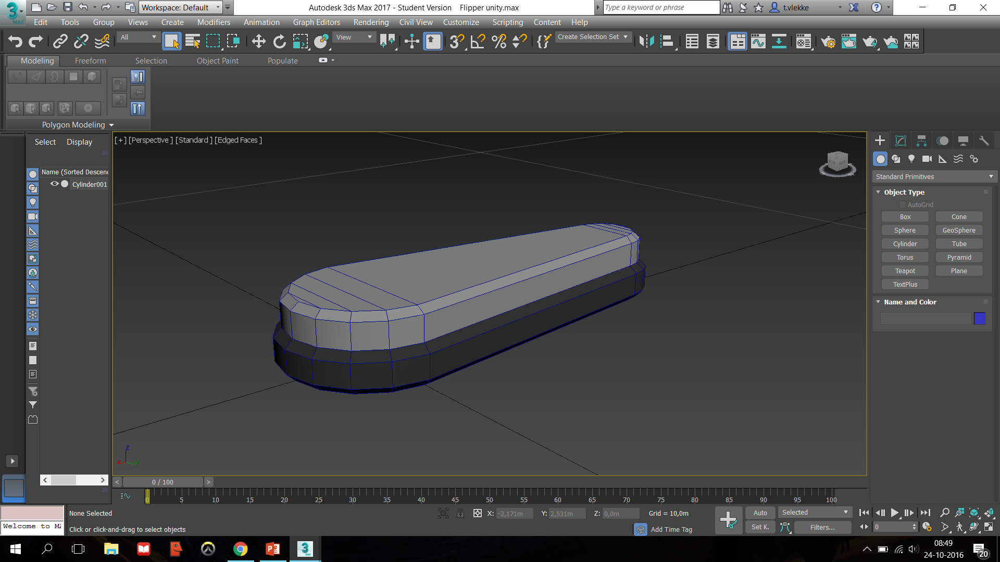 Workspace: Default
Autodesk 3ds Max 2017 - Student Version Flipper unity.max
Type a keyword or phrase
t.vlekke
MAX
Edit Tools Group Views Create Modifiers Animation Graph Editors Rendering Civil View Customize Scripting Content Help
All
View
3
Create Selection Set
Modeling Freeform Selection Object Paint Populate
Polygon Modeling
Select Display
Name (Sorted Descend
Cylinder001
[+] [Perspective ] [Standard ] [Edged Faces ]
z
x
y
Standard Primitives
Object Type
AutoGrid
Box Cone
Sphere GeoSphere
Cylinder Tube
Torus Pyramid
Teapot Plane
TextPlus
Name and Color
< 0 / 100 >
0 5 10 15 20 25 30 35 40 45 50 55 60 65 70 75 80 85 90 95 100
None Selected
X: -2,171m Y: 2,531m Z: 0,0m Grid = 10,0m
Auto Selected
Welcome to MA
Click or click-and-drag to select objects
Add Time Tag
Set K. Filters...
0
08:49
24-10-2016
20